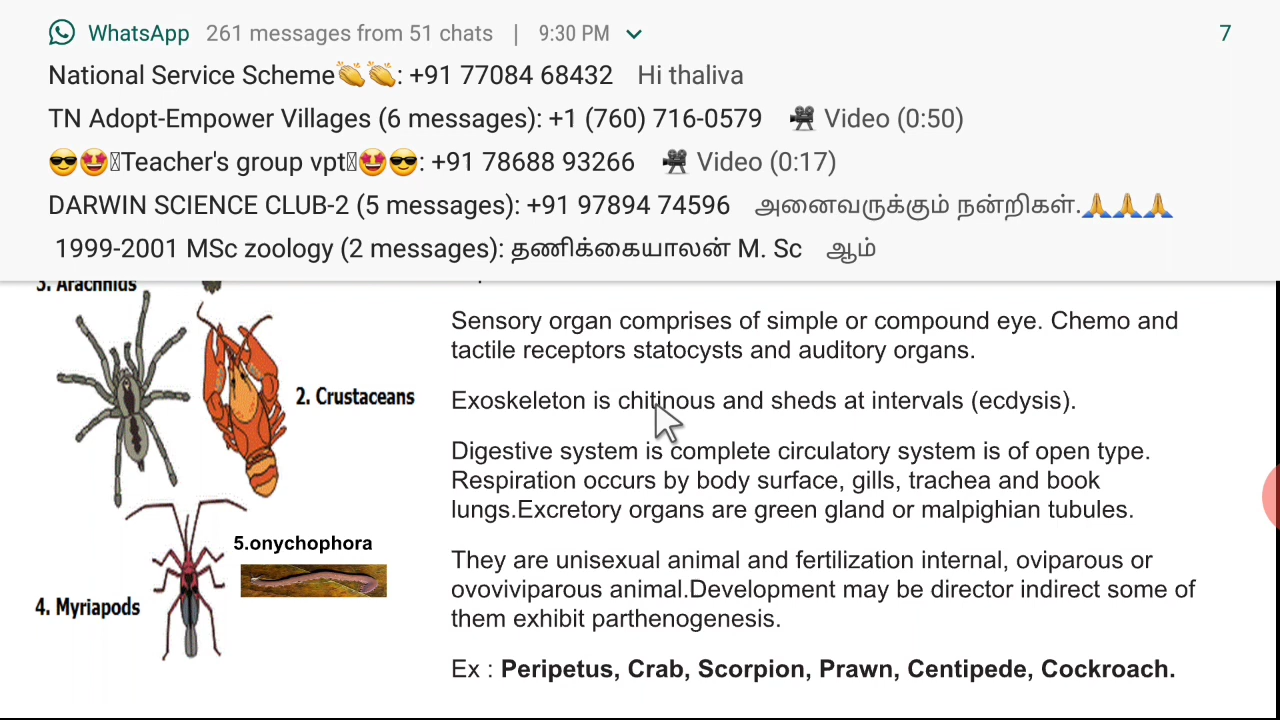 WhatsApp 261 messages from 51 chats | 9:30 PM 7
National Service Scheme👏👏: +91 77084 68432 Hi thaliva
TN Adopt-Empower Villages (6 messages): +1 (760) 716-0579 🎥 Video (0:50)
😎🤩Teacher's group vpt🤩😎: +91 78688 93266 🎥 Video (0:17)
DARWIN SCIENCE CLUB-2 (5 messages): +91 97894 74596 அனைவருக்கும் நன்றிகள்.🙏🙏🙏
1999-2001 MSc zoology (2 messages): தணிக்கையாலன் M. Sc ஆம்
3. Arachnids
Sensory organ comprises of simple or compound eye. Chemo and
tactile receptors statocysts and auditory organs.
2. Crustaceans
Exoskeleton is chitinous and sheds at intervals (ecdysis).
Digestive system is complete circulatory system is of open type.
Respiration occurs by body surface, gills, trachea and book
lungs.Excretory organs are green gland or malpighian tubules.
5.onychophora
They are unisexual animal and fertilization internal, oviparous or
ovoviviparous animal.Development may be director indirect some of
them exhibit parthenogenesis.
4. Myriapods
Ex : Peripetus, Crab, Scorpion, Prawn, Centipede, Cockroach.